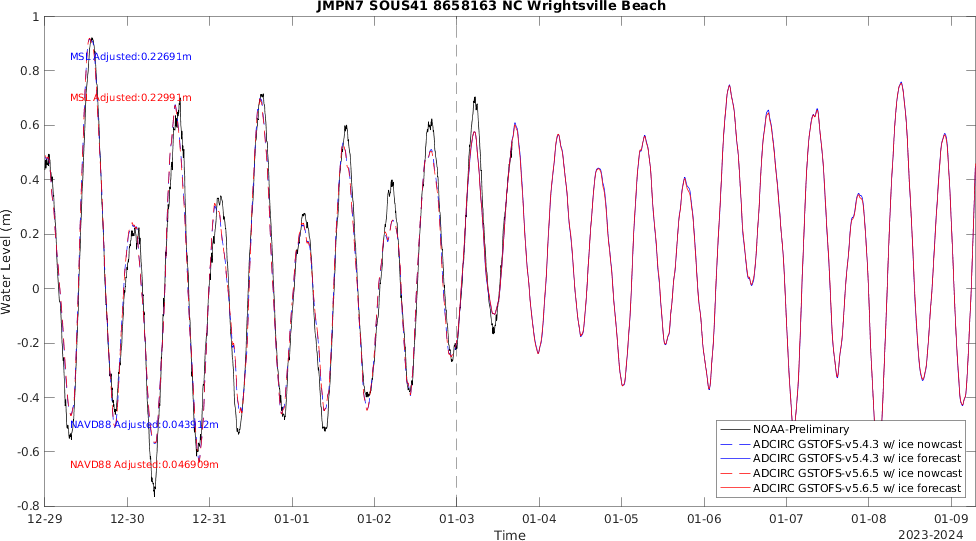 JMPN7 SOUS41 8658163 NC Wrightsville Beach
1
0.8
0.6
0.4
0.2
0
-0.2
-0.4
-0.6
-0.8
Water Level (m)
MSL Adjusted:0.22691m
MSL Adjusted:0.22991m
NAVD88 Adjusted:0.043912m
NAVD88 Adjusted:0.046909m
NOAA-Preliminary
ADCIRC GSTOFS-v5.4.3 w/ ice nowcast
ADCIRC GSTOFS-v5.4.3 w/ ice forecast
ADCIRC GSTOFS-v5.6.5 w/ ice nowcast
ADCIRC GSTOFS-v5.6.5 w/ ice forecast
12-29 12-30 12-31 01-01 01-02 01-03 01-04 01-05 01-06 01-07 01-08 01-09
Time
2023-2024